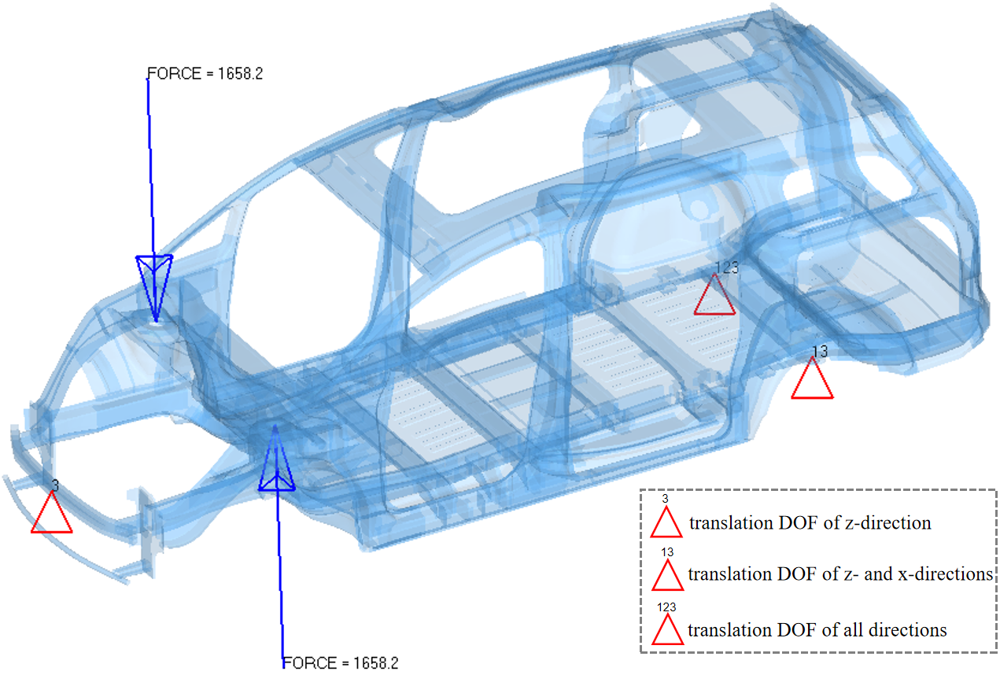 FORCE = 1658.2
123
13
3
FORCE = 1658.2
3
translation DOF of z-direction
13
translation DOF of z- and x-directions
123
translation DOF of all directions